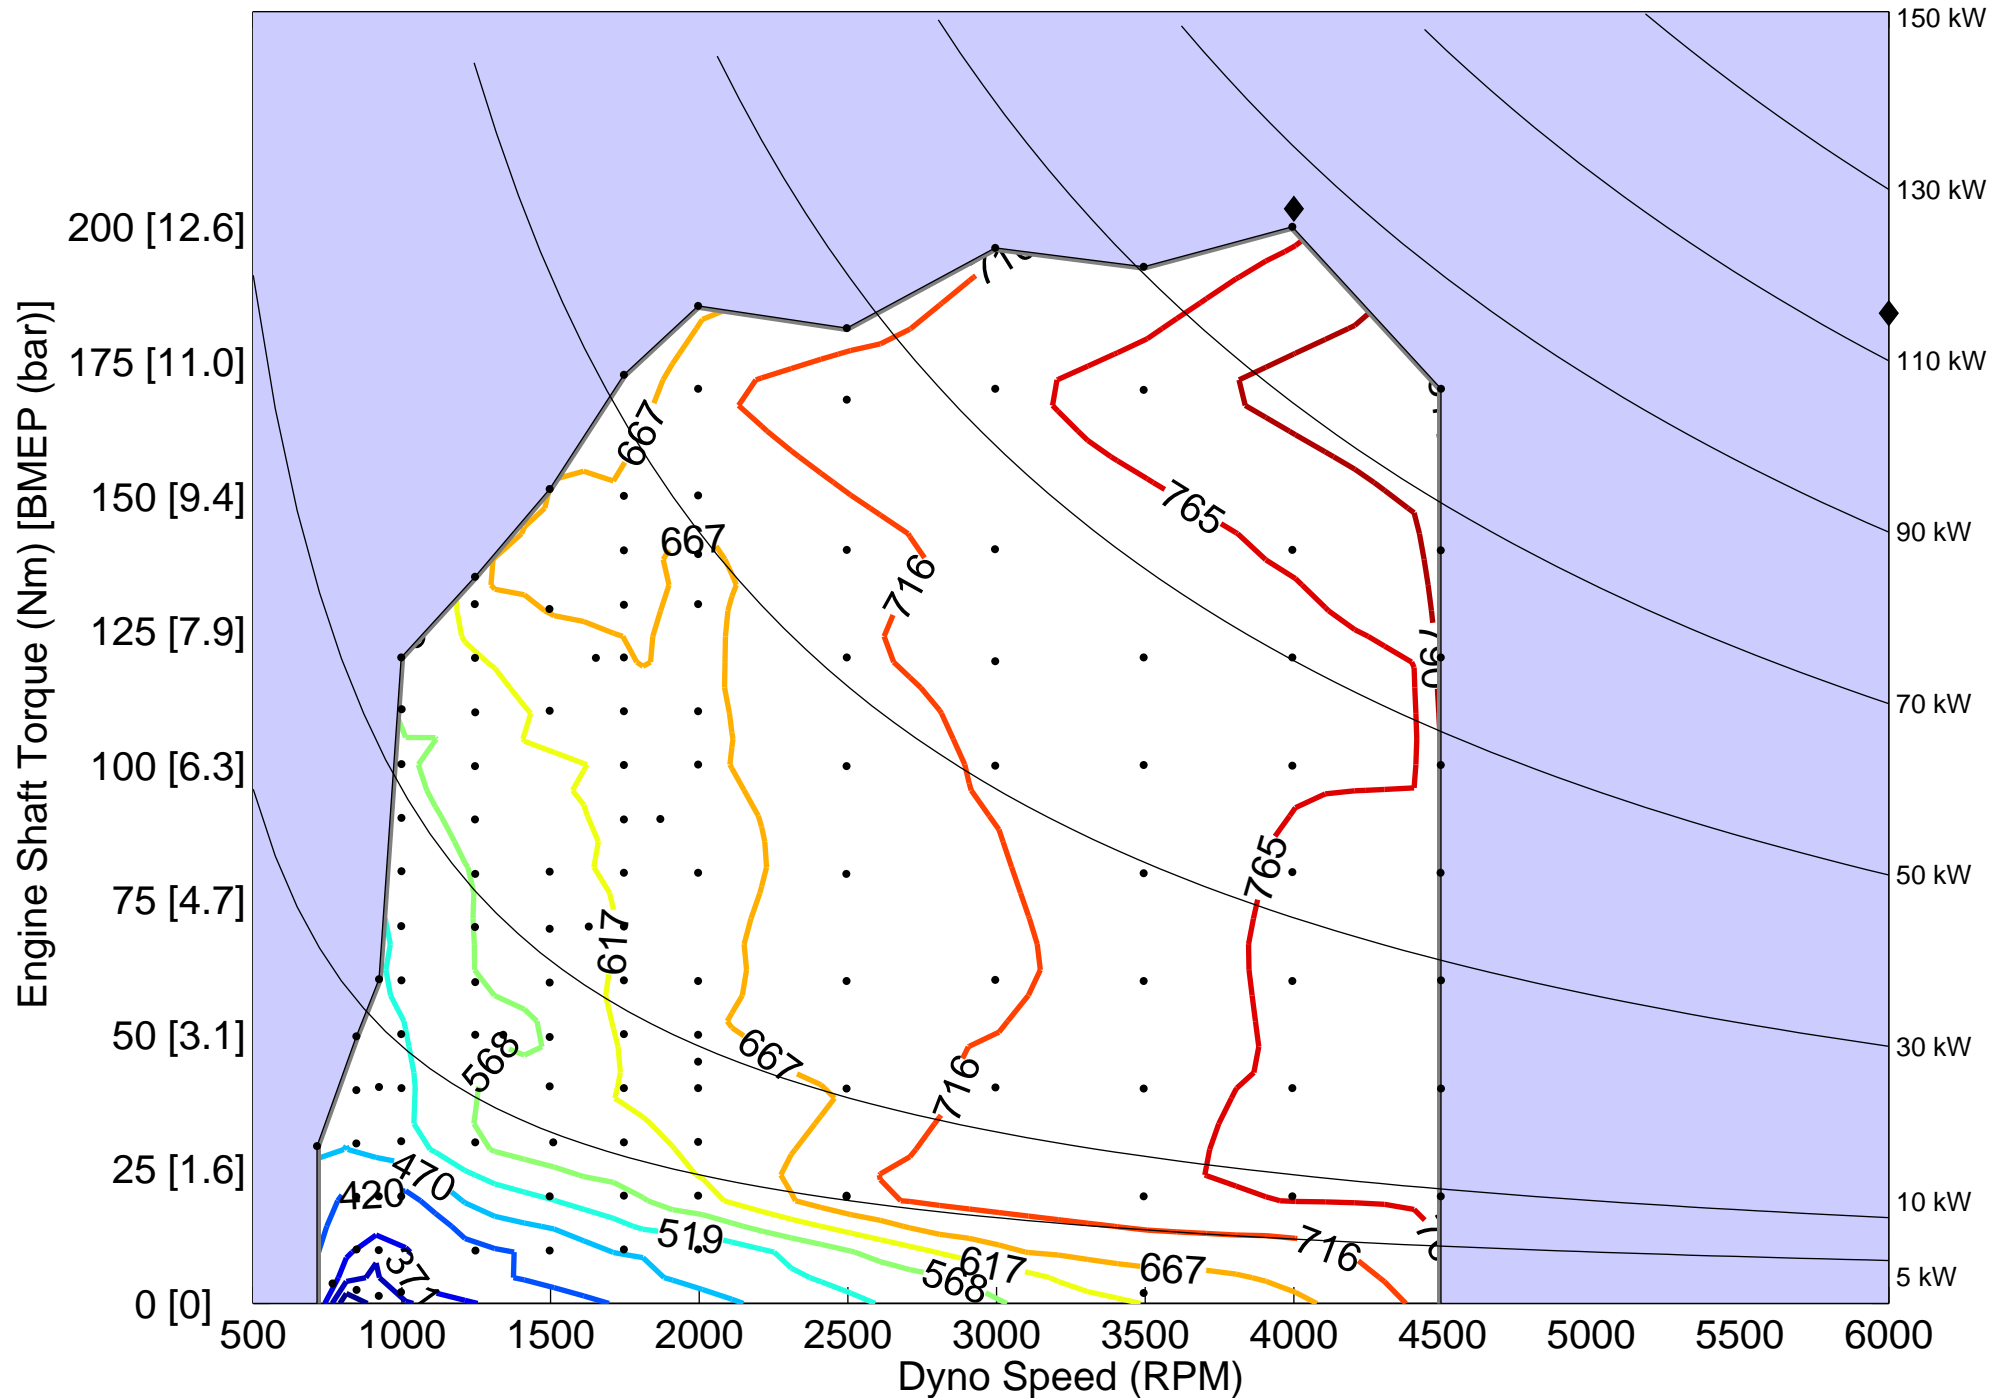 150 kW
130 kW
200 [12.6]
716
110 kW
175 [11.0]
667
150 [9.4]
765
667
90 kW
716
125 [7.9]
790
70 kW
100 [6.3]
765
50 kW
75 [4.7]
617
50 [3.1]
667
30 kW
568
716
25 [1.6]
470
420
10 kW
519
716
617
667
371
568
5 kW
0 [0]
500 1000 1500 2000 2500 3000 3500 4000 4500 5000 5500 6000
Dyno Speed (RPM)
Engine Shaft Torque (Nm) [BMEP (bar)]